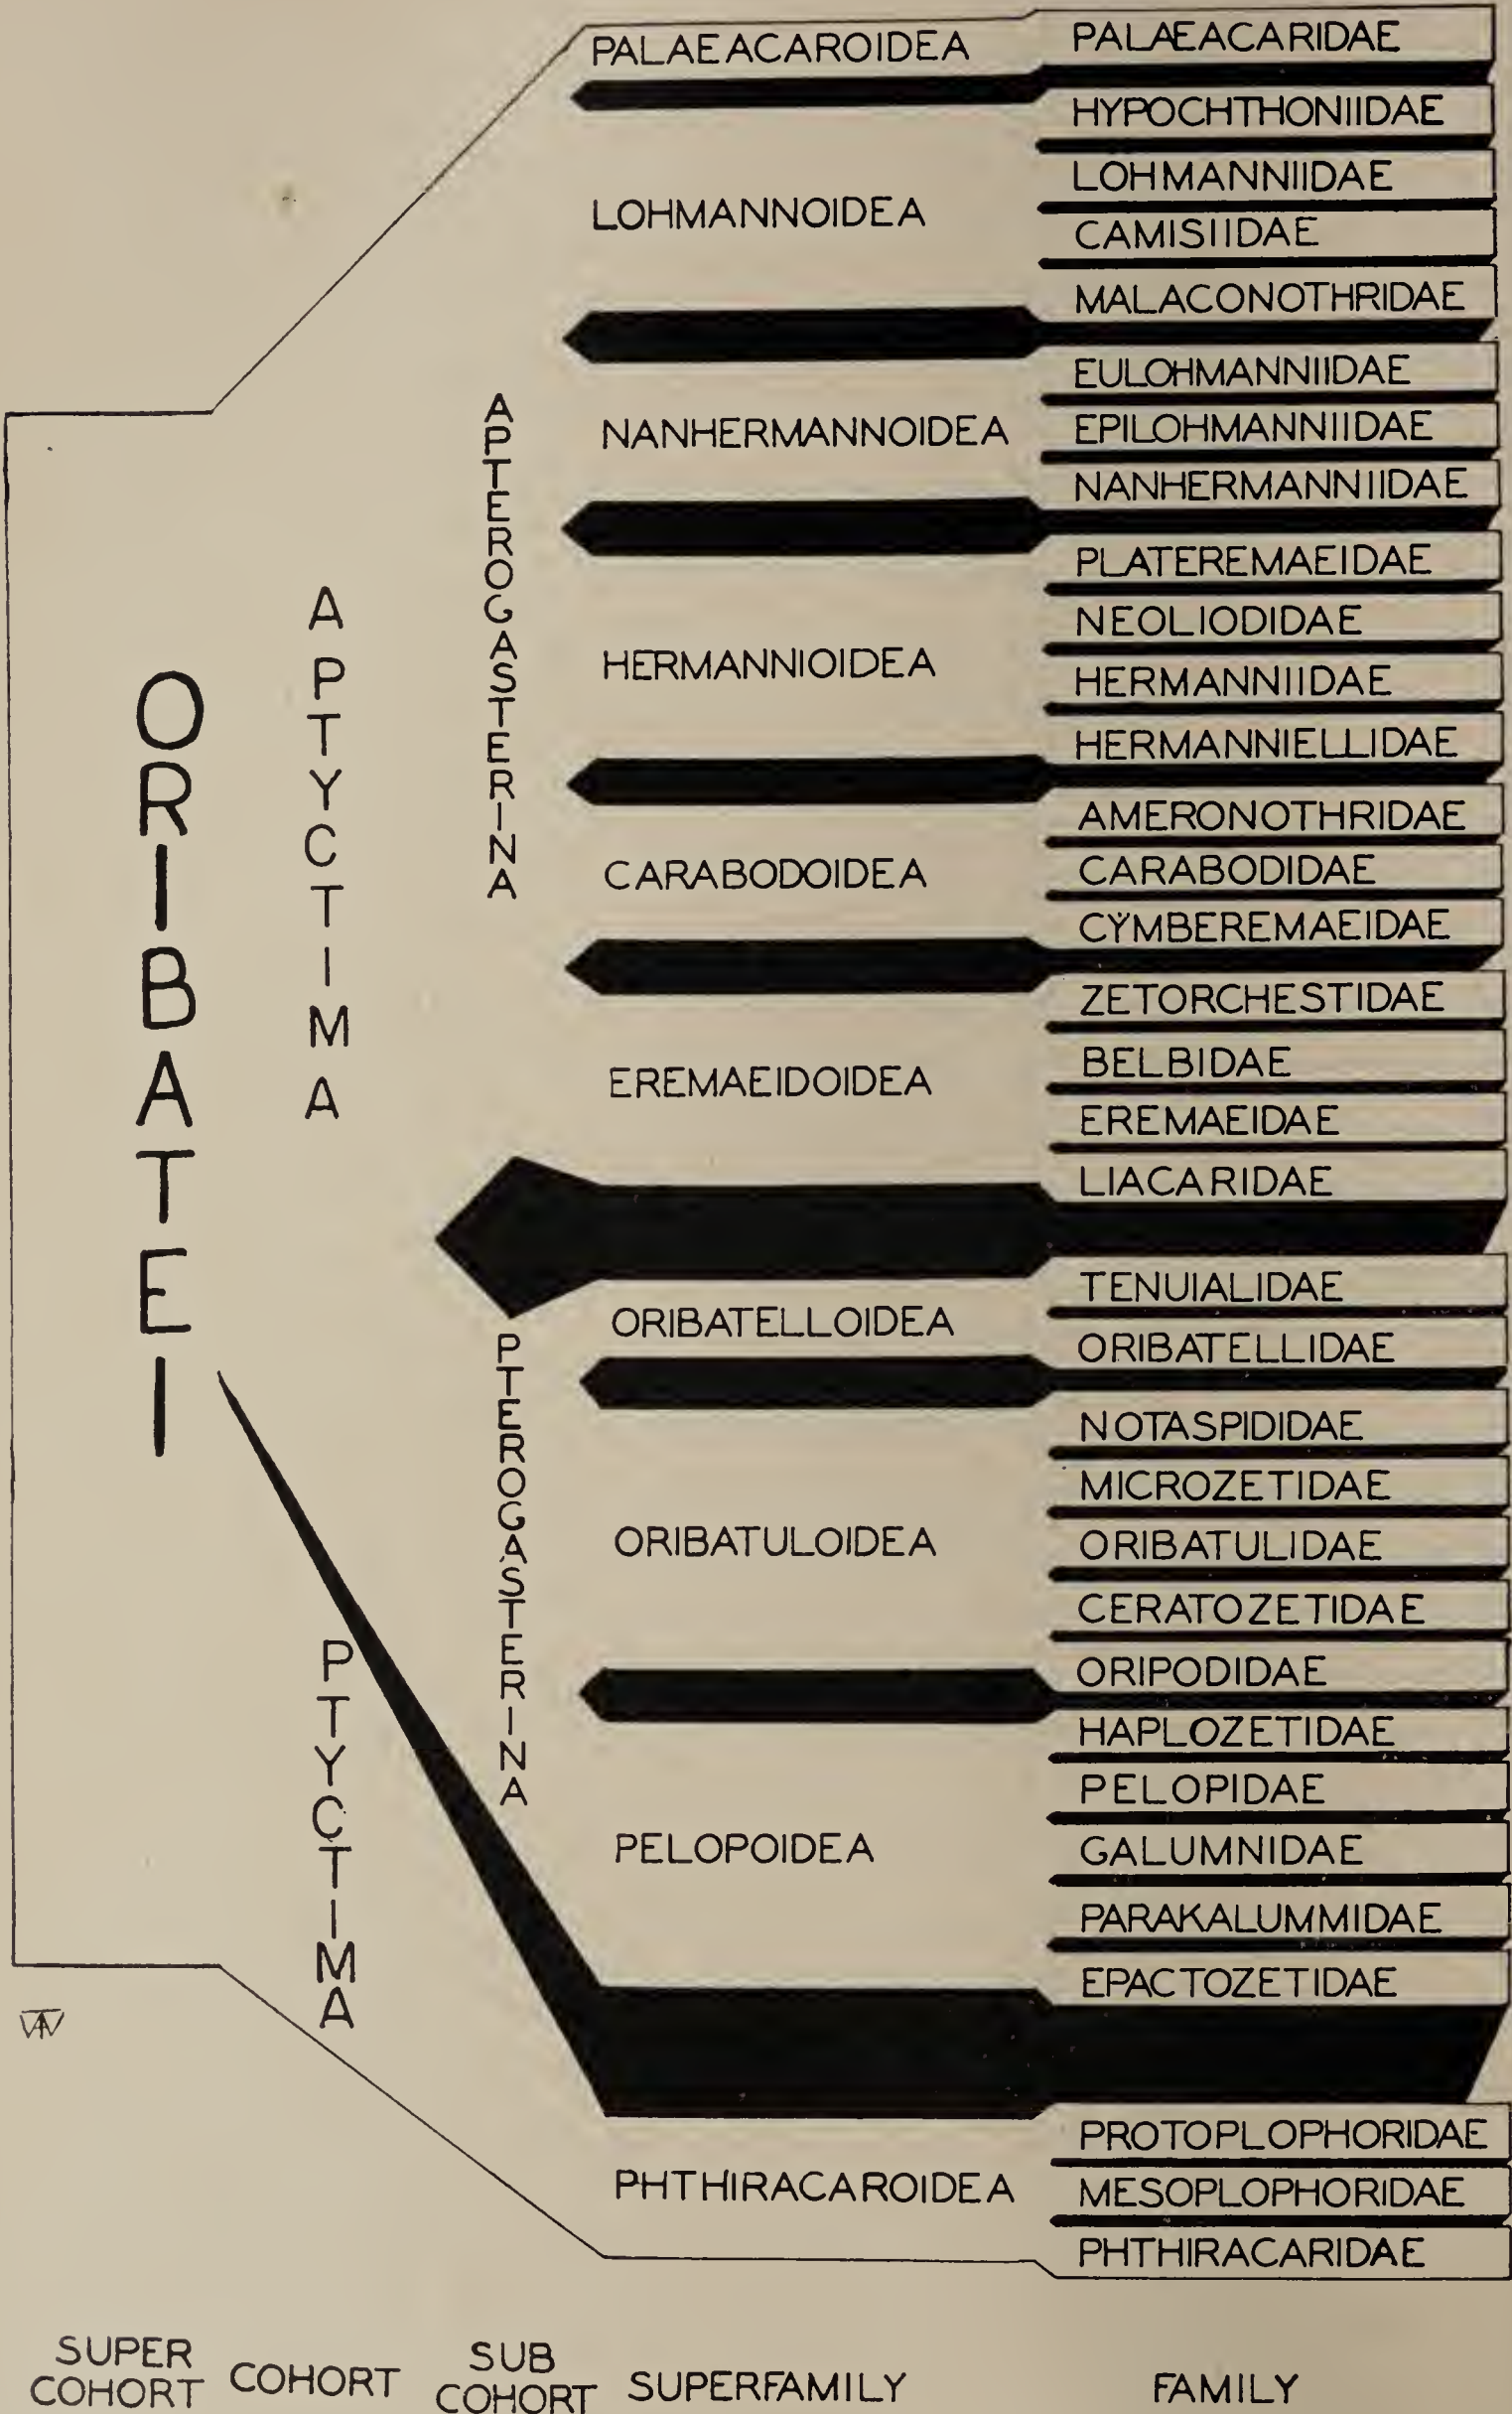 ORIBATEI
APTYCTIMA
PTYCTIMA
APTEROGASTERINA
PTEROGASTERINA
PALAEACAROIDEA
PALAEACARIDAE
LOHMANNOIDEA
HYPOCHTHONIIDAE
LOHMANNIIDAE
CAMISIIDAE
MALACONOTHRIDAE
NANHERMANNOIDEA
EULOHMANNIIDAE
EPILOHMANNIIDAE
NANHERMANNIIDAE
HERMANNIOIDEA
PLATEREMAEIDAE
NEOLIODIDAE
HERMANNIIDAE
HERMANNIELLIDAE
CARABODOIDEA
AMERONOTHRIDAE
CARABODIDAE
CYMBEREMAEIDAE
EREMAEIDOIDEA
ZETORCHESTIDAE
BELBIDAE
EREMAEIDAE
LIACARIDAE
ORIBATELLOIDEA
TENUIALIDAE
ORIBATELLIDAE
ORIBATULOIDEA
NOTASPIDIDAE
MICROZETIDAE
ORIBATULIDAE
CERATOZETIDAE
ORIPODIDAE
PELOPOIDEA
HAPLOZETIDAE
PELOPIDAE
GALUMNIDAE
PARAKALUMMIDAE
EPACTOZETIDAE
PHTHIRACAROIDEA
PROTOPLOPHORIDAE
MESOPLOPHORIDAE
PHTHIRACARIDAE
SUPER
COHORT
COHORT
SUB
COHORT
SUPERFAMILY
FAMILY